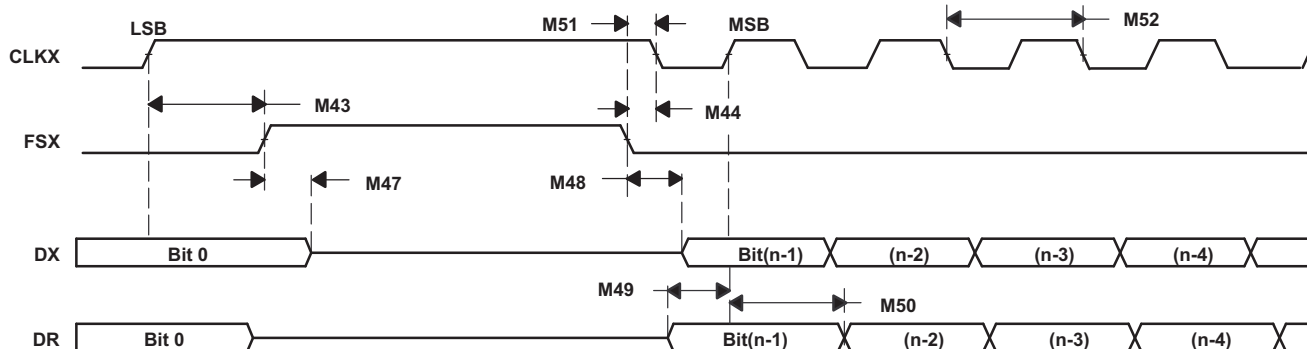 LSB M51 MSB M52
CLKX
M43 M44
FSX
M47 M48
DX Bit 0 Bit(n-1) (n-2) (n-3) (n-4)
M49 M50
DR Bit 0 Bit(n-1) (n-2) (n-3) (n-4)